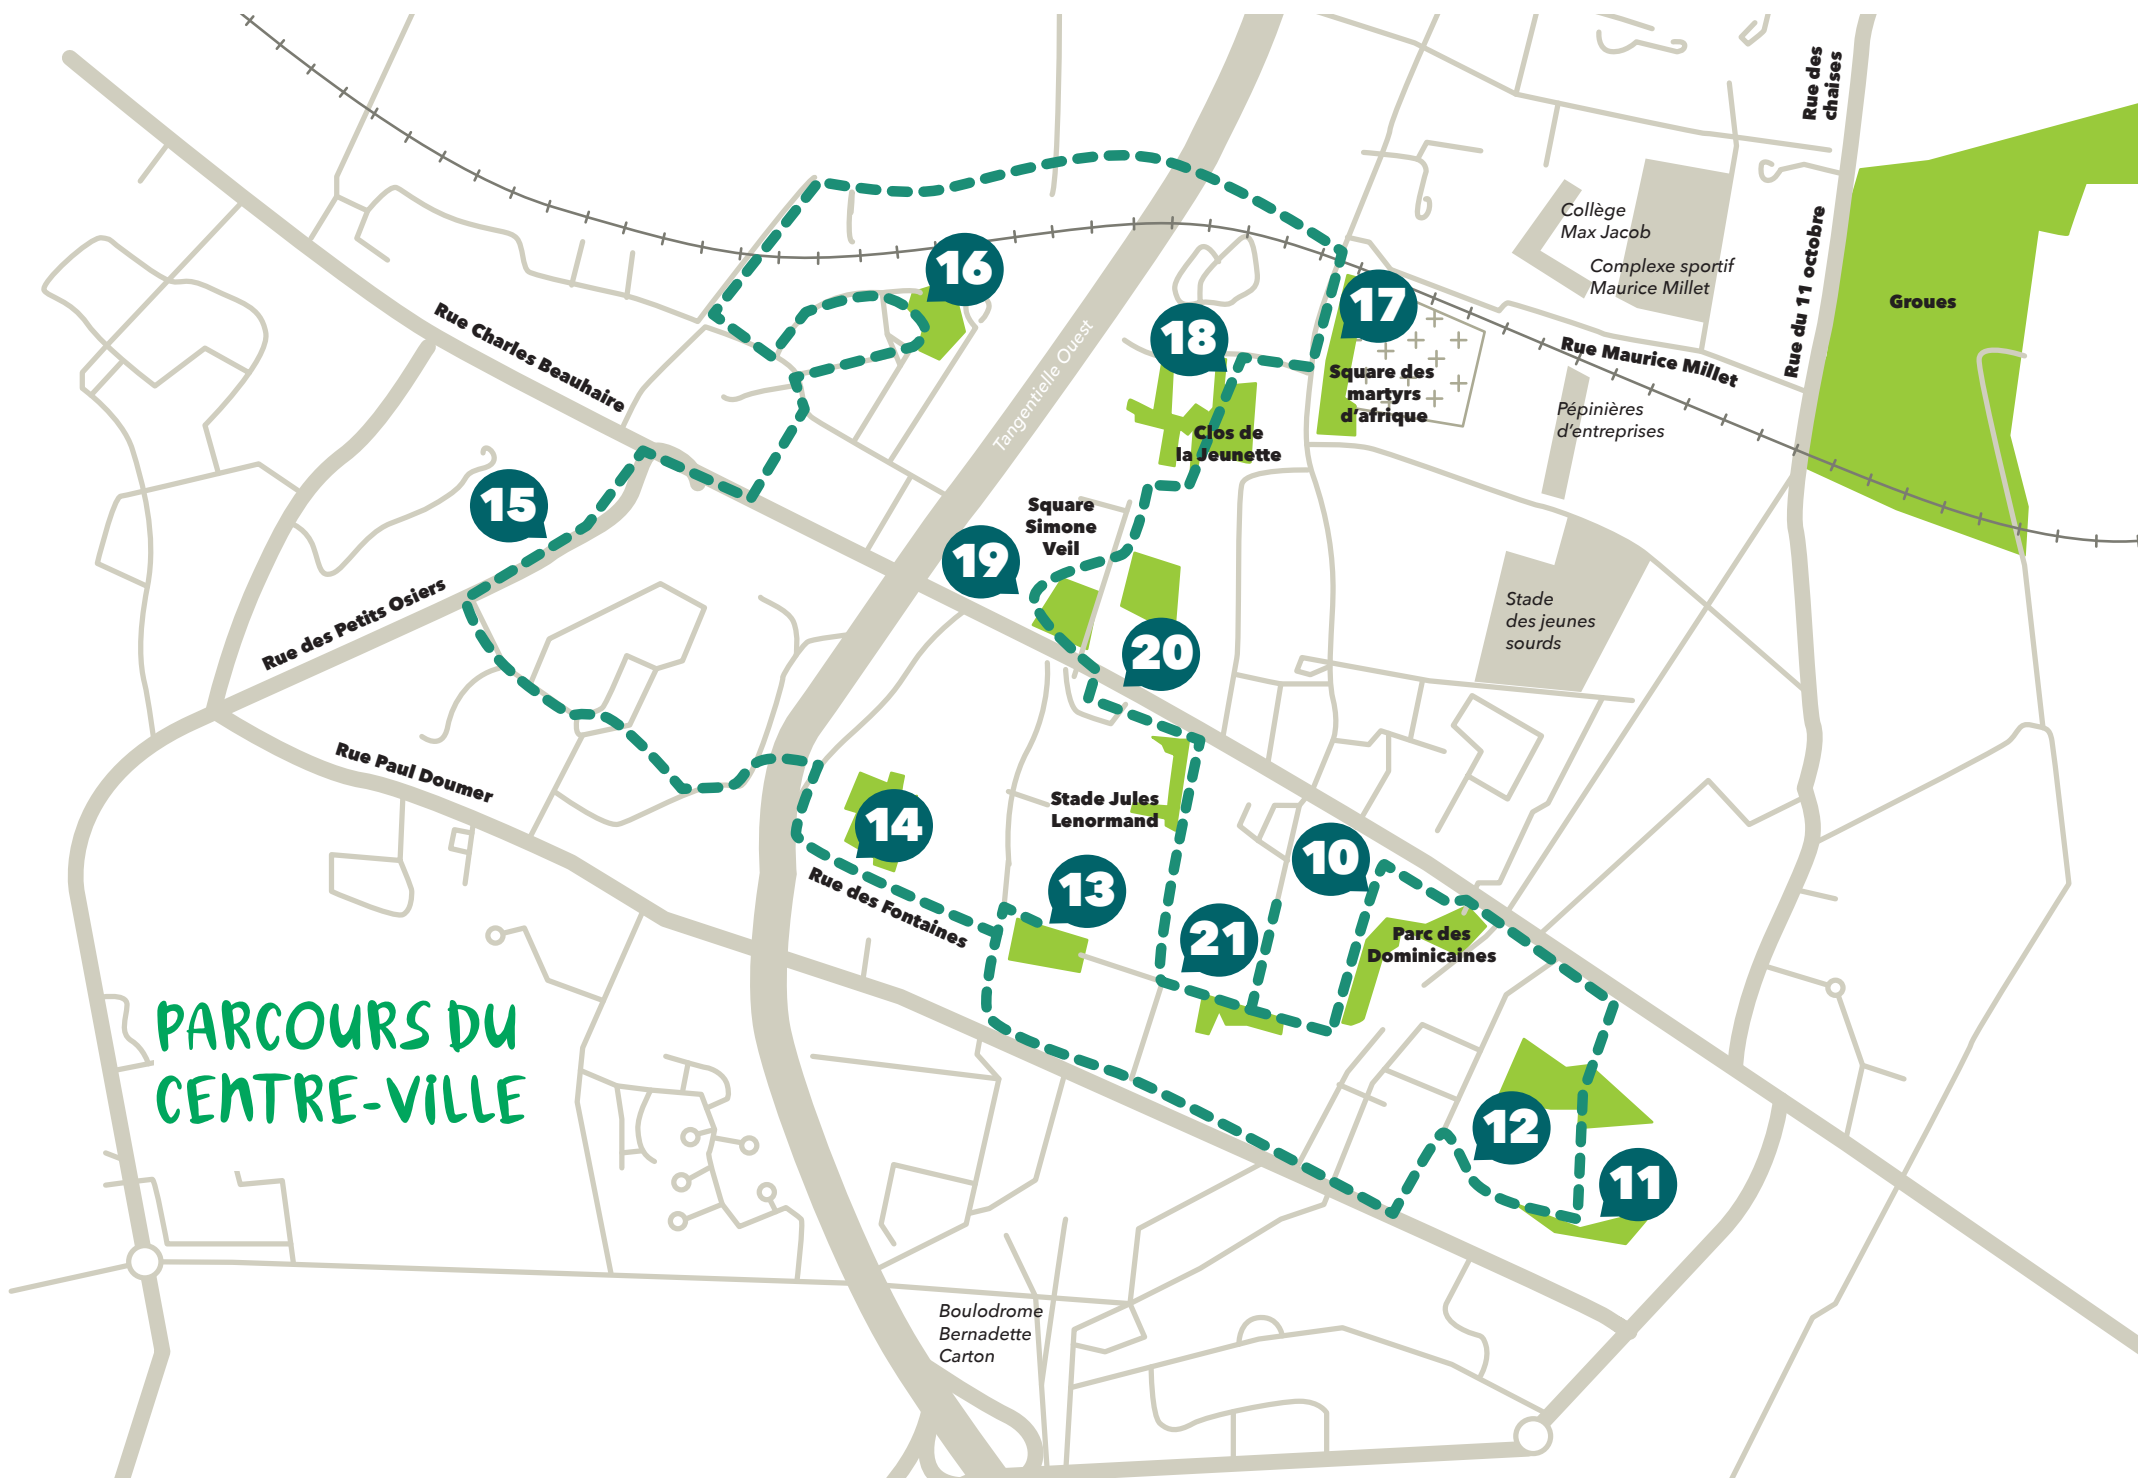 Rue des
chaises
Collège
Max Jacob
Complexe sportif
Maurice Millet
Rue du 11 octobre
Groues
16
17
Rue Charles Beauhaire
Tangentielle Ouest
18
Rue Maurice Millet
Square des
martyrs
d'afrique
Pépinières
d'entreprises
Clos de
la Jeunette
15
Square
Simone
Veil
19
Rue des Petits Osiers
Stade
des jeunes
sourds
20
Rue Paul Doumer
14
Stade Jules
Lenormand
10
13
Rue des Fontaines
21
Parc des
Dominicaines
PARCOURS DU
CENTRE-VILLE
12
11
Boulodrome
Bernadette
Carton